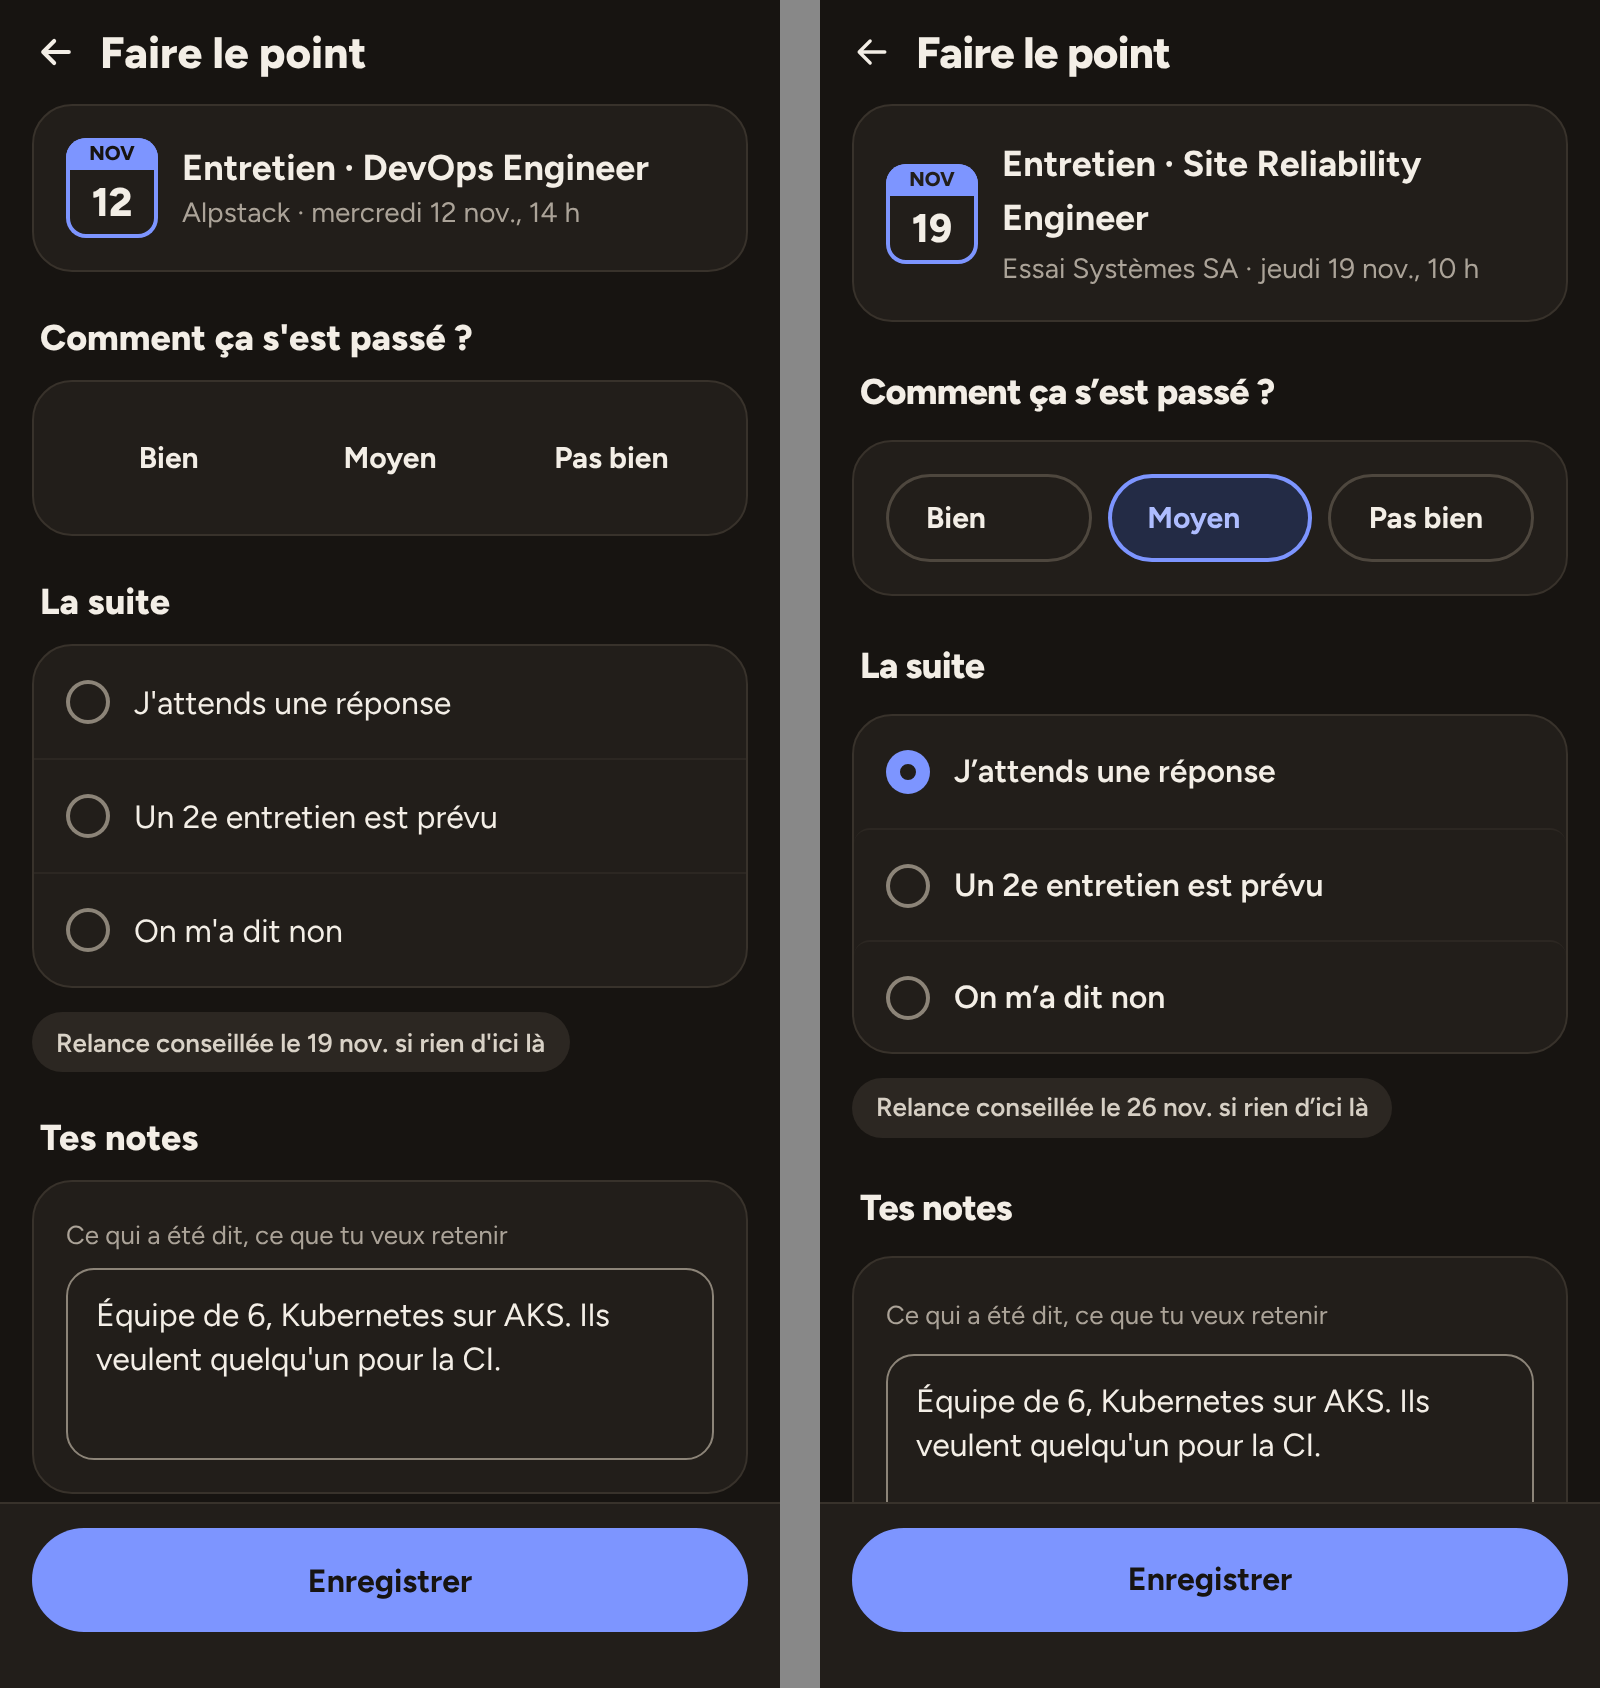 Faire le point
NOV
12
Entretien · DevOps Engineer
Alpstack · mercredi 12 nov., 14 h
Comment ça s'est passé ?
Bien
Moyen
Pas bien
La suite
J'attends une réponse
Un 2e entretien est prévu
On m'a dit non
Relance conseillée le 19 nov. si rien d'ici là
Tes notes
Ce qui a été dit, ce que tu veux retenir
Équipe de 6, Kubernetes sur AKS. Ils
veulent quelqu'un pour la CI.
Enregistrer
Faire le point
NOV
19
Entretien · Site Reliability
Engineer
Essai Systèmes SA · jeudi 19 nov., 10 h
Comment ça s’est passé ?
Bien
Moyen
Pas bien
La suite
J’attends une réponse
Un 2e entretien est prévu
On m’a dit non
Relance conseillée le 26 nov. si rien d’ici là
Tes notes
Ce qui a été dit, ce que tu veux retenir
Équipe de 6, Kubernetes sur AKS. Ils
veulent quelqu'un pour la CI.
Enregistrer